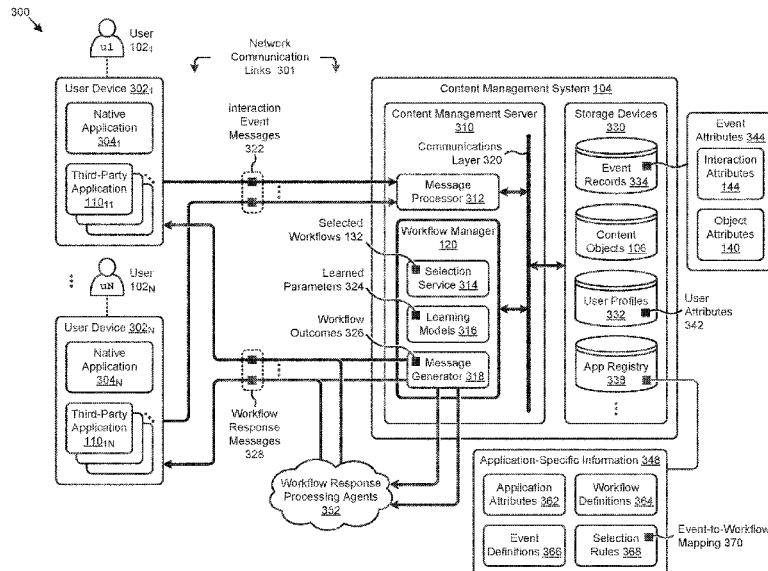 300
u1
User
102₁
Network
Communication
Links 301
User Device 302₁
Native
Application
304₁
Third-Party
Application
110₁₁
Interaction
Event
Messages
322
Content Management System 104
Content Management Server
310
Communications
Layer 320
Message
Processor 312
Storage Devices
330
Event
Records 334
Content
Objects 106
User Profiles
332
App Registry
339
Event
Attributes 344
Interaction
Attributes
144
Object
Attributes
140
User
Attributes
342
Selected
Workflows 132
Learned
Parameters 324
Workflow
Outcomes 326
Workflow Manager
120
Selection
Service 314
Learning
Models 316
Message
Generator 318
uN
User
102N
User Device 302N
Native
Application
304N
Third-Party
Application
110₁N
Workflow
Response
Messages
328
Workflow Response
Processing Agents
352
Application-Specific Information 348
Application
Attributes 362
Workflow
Definitions 364
Event
Definitions 366
Selection
Rules 368
Event-to-Workflow
Mapping 370